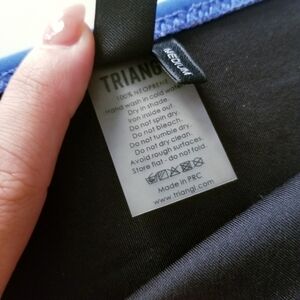 MEDIUM
TRIANGL
100% NEOPRENE
Hand wash in cold water
Dry in shade.
Iron inside out
Do not spin dry.
Do not bleach.
Do not tumble dry.
Do not dry clean.
Avoid rough surfaces.
Store flat - do not fold.
Made in PRC
www.triangl.com